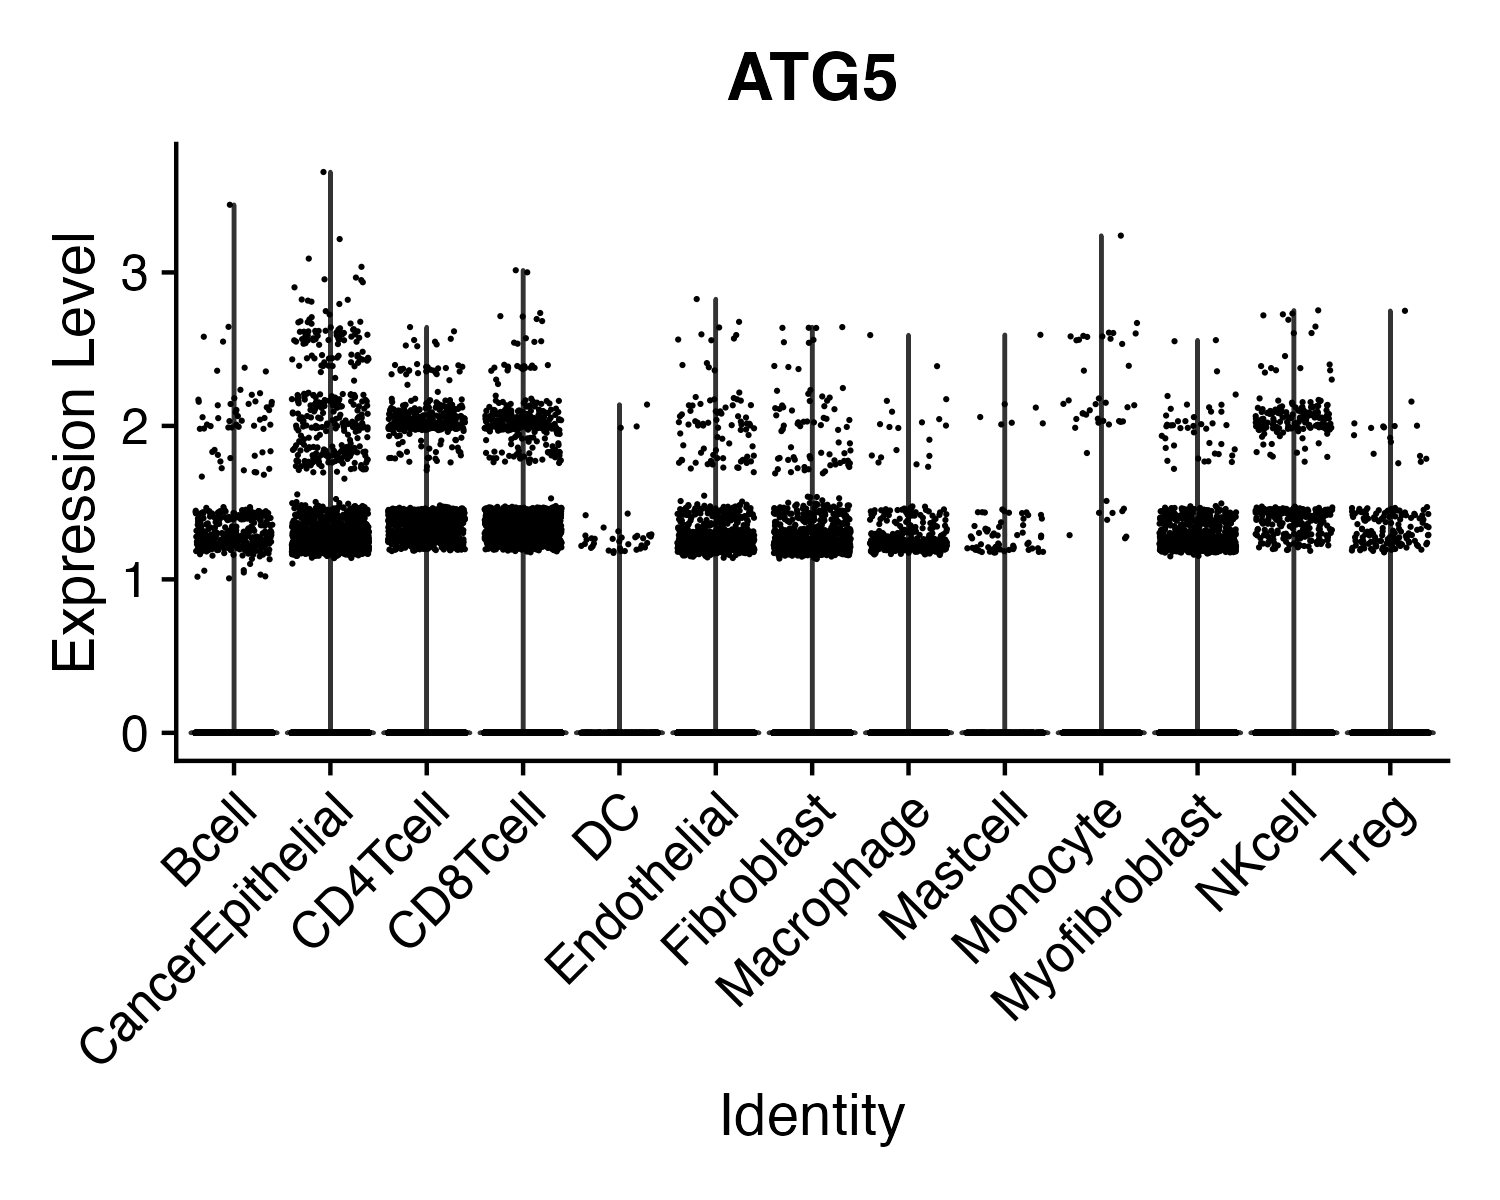 ATG5
Expression Level
3
2
1
0
Bcell
CancerEpithelial
CD4Tcell
CD8Tcell
DC
Endothelial
Fibroblast
Macrophage
Mastcell
Monocyte
Myofibroblast
NKcell
Treg
Identity